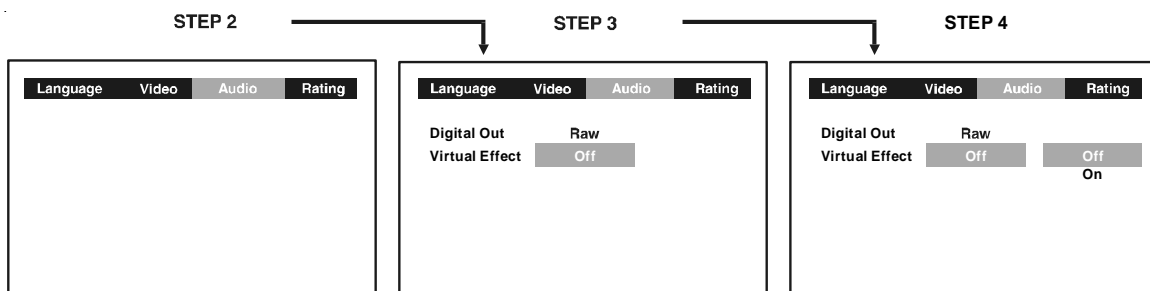 STEP 2
STEP 3
STEP 4
Language Video Audio Rating
Language Video Audio Rating
Digital Out Raw
Virtual Effect Off
Language Video Audio Rating
Digital Out Raw
Virtual Effect Off Off
On